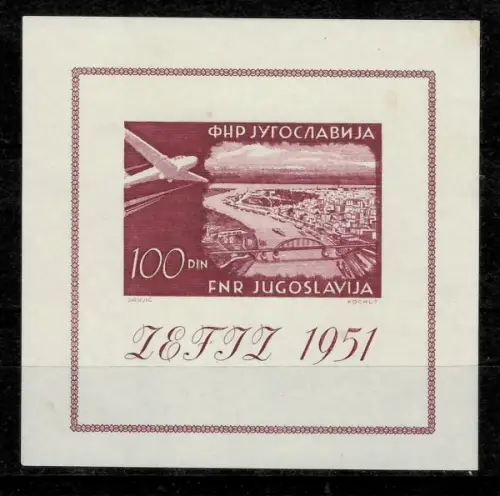 ФНР ЈУГОСЛАВИЈА
100 DIN
FNR JUGOSLAVIJA
ZEFIZ 1951